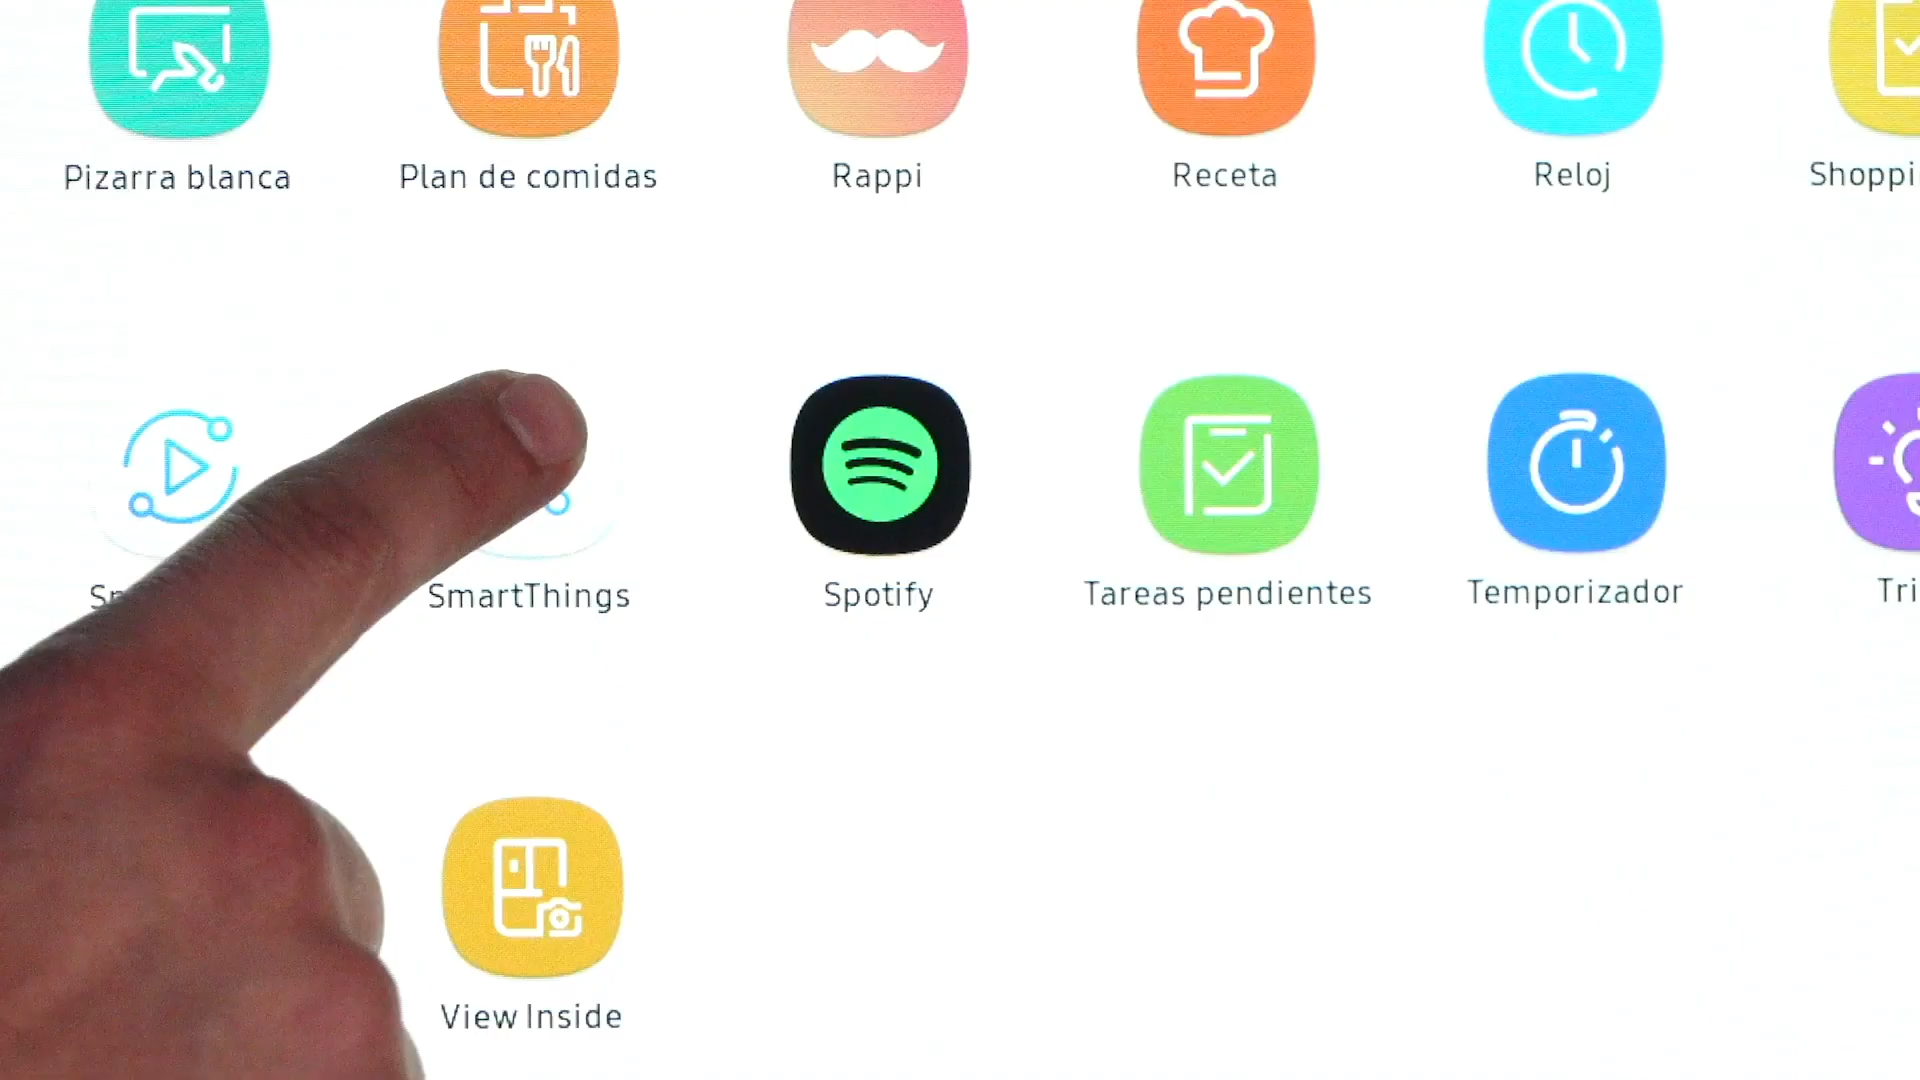 Pizarra blanca
Plan de comidas
Rappi
Receta
Reloj
SmartThings
Spotify
Tareas pendientes
Temporizador
View Inside